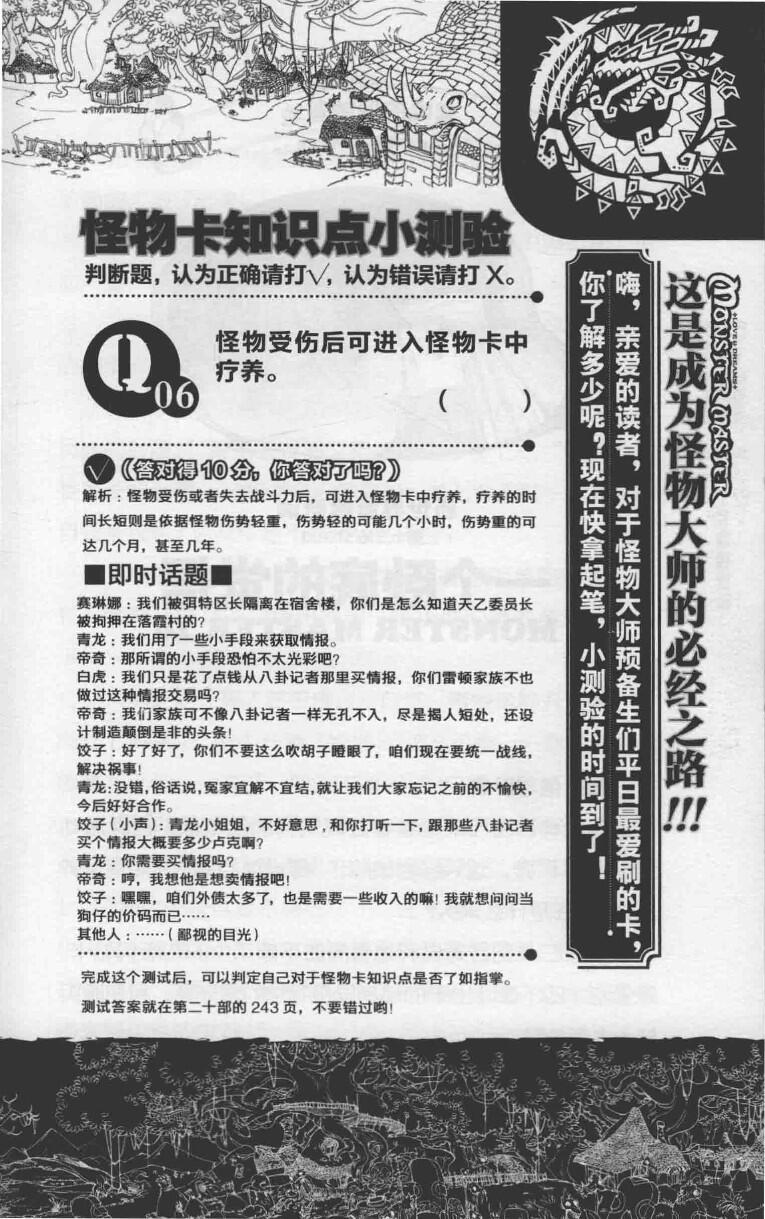 怪物卡知识点小测验
判断题，认为正确请打√，认为错误请打X。
Q06
怪物受伤后可进入怪物卡中
疗养。
（　　）
√（答对得10分，你答对了吗？）
解析：怪物受伤或者失去战斗力后，可进入怪物卡中疗养，疗养的时
间长短则是依据怪物伤势轻重，伤势轻的可能几个小时，伤势重的可
达几个月，甚至几年。
■即时话题■
赛琳娜：我们被弭特区长隔离在宿舍楼，你们是怎么知道天乙委员长
被拘押在落霞村的？
青龙：我们用了一些小手段来获取情报。
帝奇：那所谓的小手段恐怕不太光彩吧？
白虎：我们只是花了点钱从八卦记者那里买情报，你们雷顿家族不也
做过这种情报交易吗？
帝奇：我们家族可不像八卦记者一样无孔不入，尽是揭人短处，还设
计制造颠倒是非的头条！
饺子：好了好了，你们不要这么吹胡子瞪眼了，咱们现在要统一战线，
解决祸事！
青龙：没错，俗话说，冤家宜解不宜结，就让我们大家忘记之前的不愉快，
今后好好合作。
饺子（小声）：青龙小姐姐，不好意思，和你打听一下，跟那些八卦记者
买个情报大概要多少卢克啊？
青龙：你需要买情报吗？
帝奇：哼，我想他是想卖情报吧！
饺子：嘿嘿，咱们外债太多了，也是需要一些收入的嘛！我就想问问当
狗仔的价码而已……
其他人：……（鄙视的目光）
完成这个测试后，可以判定自己对于怪物卡知识点是否了如指掌。
测试答案就在第二十部的243页，不要错过哟！
MONSTER MASTER
+LOVE & DREAMS+
这是成为怪物大师的必经之路!!!
嗨，亲爱的读者，对于怪物大师预备生们平日最爱刷的卡，
你了解多少呢？现在快拿起笔，小测验的时间到了！